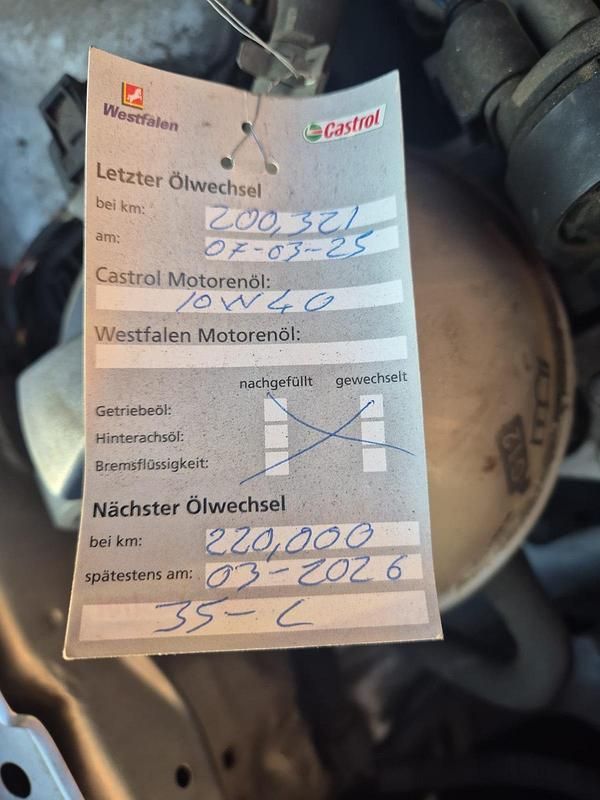 Westfalen
Castrol
Letzter Ölwechsel
bei km: 200,321
am: 07-03-25
Castrol Motorenöl:
10W40
Westfalen Motorenöl:
nachgefüllt gewechselt
Getriebeöl:
Hinterachsöl:
Bremsflüssigkeit:
Nächster Ölwechsel
bei km: 220,000
spätestens am: 03-2026
35- C